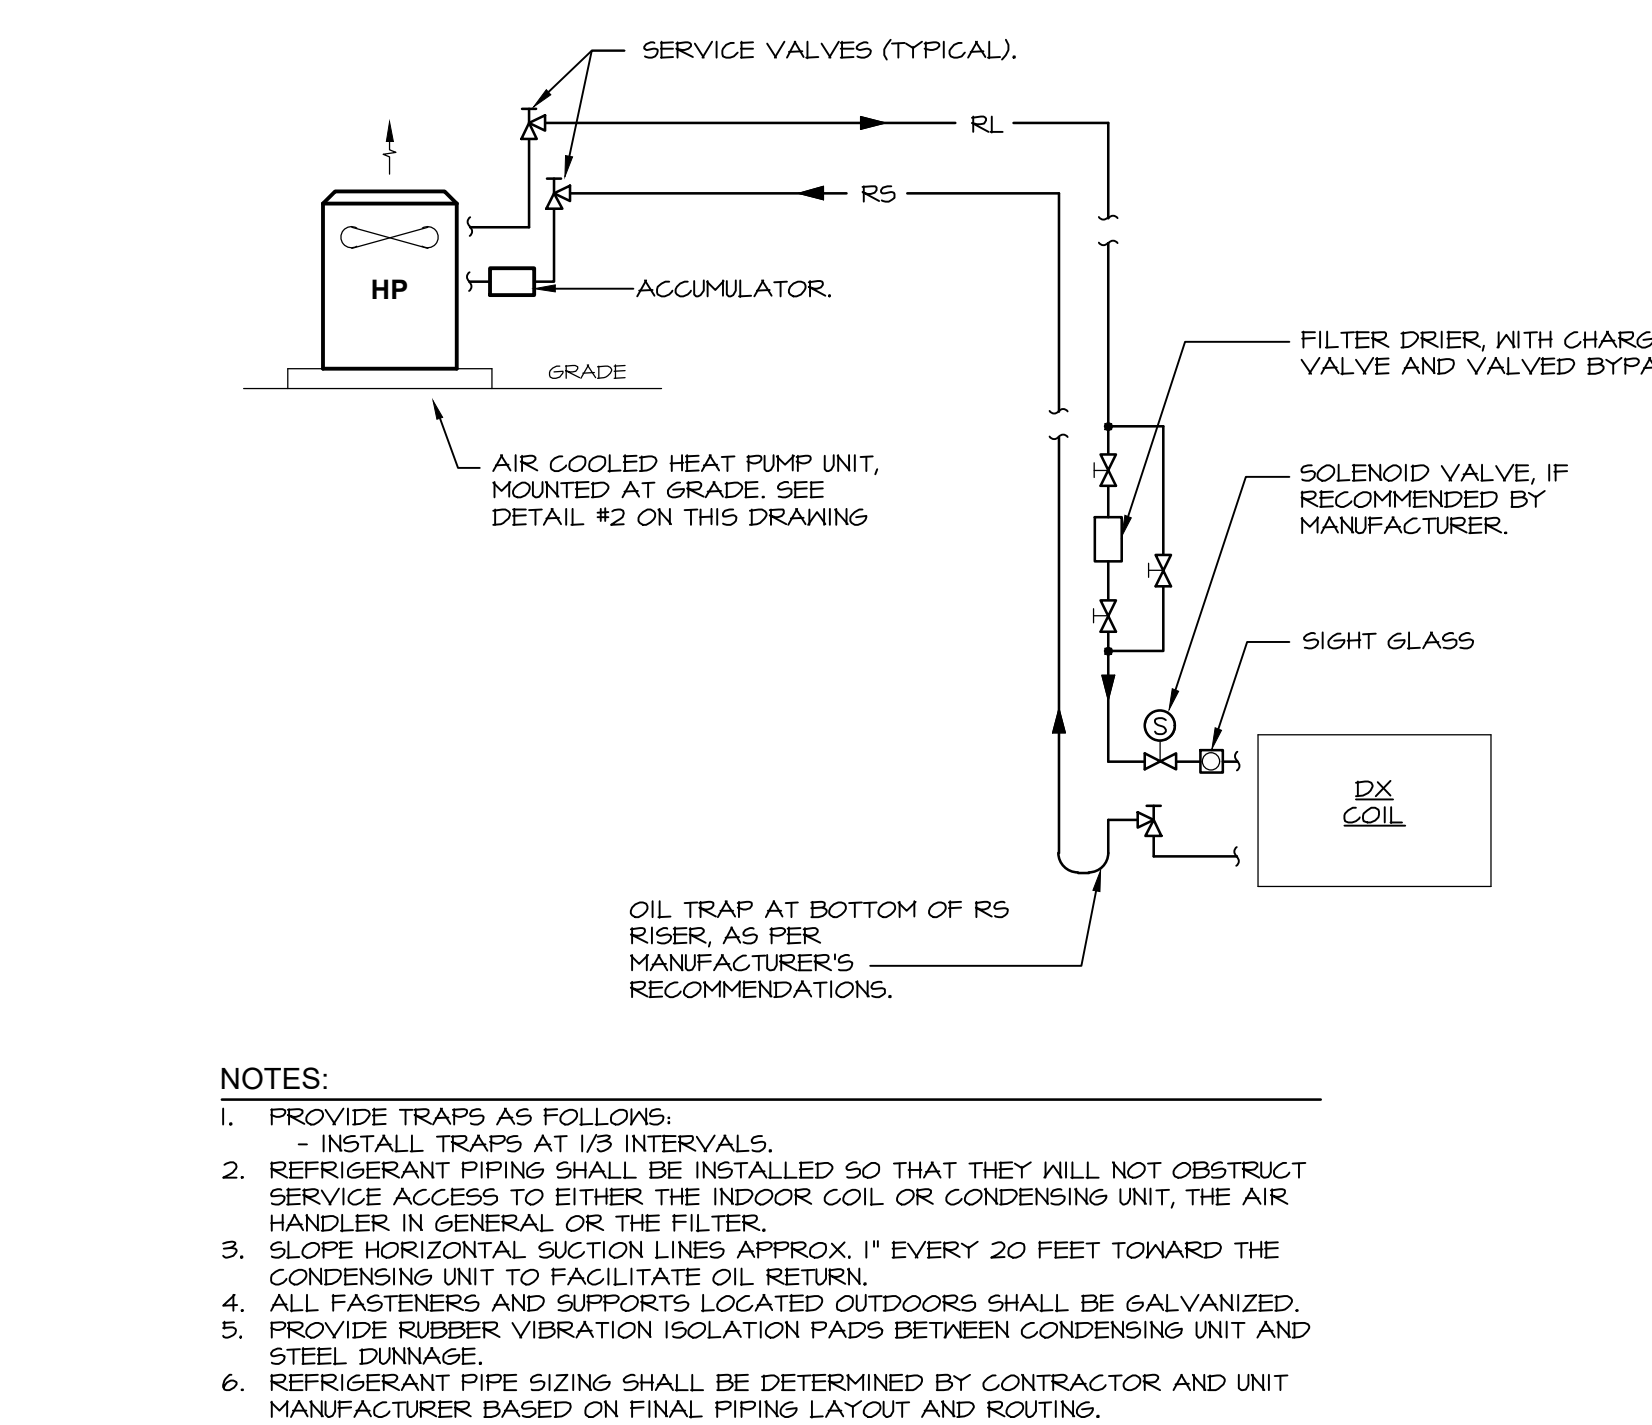 SERVICE VALVES (TYPICAL).
RL
RS
HP
ACCUMULATOR.
GRADE
FILTER DRIER, WITH
VALVE AND VALVED
AIR COOLED HEAT PUMP UNIT,
MOUNTED AT GRADE. SEE
DETAIL #2 ON THIS DRAWING
SOLENOID VALVE, IF
RECOMMENDED BY
MANUFACTURER.
SIGHT GLASS
S
DX
COIL
OIL TRAP AT BOTTOM OF RS
RISER, AS PER
MANUFACTURER'S
RECOMMENDATIONS.
NOTES:
1. PROVIDE TRAPS AS FOLLOWS:
- INSTALL TRAPS AT 1/3 INTERVALS.
2. REFRIGERANT PIPING SHALL BE INSTALLED SO THAT THEY WILL NOT OBSTRUCT
SERVICE ACCESS TO EITHER THE INDOOR COIL OR CONDENSING UNIT, THE AIR
HANDLER IN GENERAL OR THE FILTER.
3. SLOPE HORIZONTAL SUCTION LINES APPROX. 1" EVERY 20 FEET TOWARD THE
CONDENSING UNIT TO FACILITATE OIL RETURN.
4. ALL FASTENERS AND SUPPORTS LOCATED OUTDOORS SHALL BE GALVANIZED.
5. PROVIDE RUBBER VIBRATION ISOLATION PADS BETWEEN CONDENSING UNIT AND
STEEL DUNNAGE.
6. REFRIGERANT PIPE SIZING SHALL BE DETERMINED BY CONTRACTOR AND UNIT
MANUFACTURER BASED ON FINAL PIPING LAYOUT AND ROUTING.